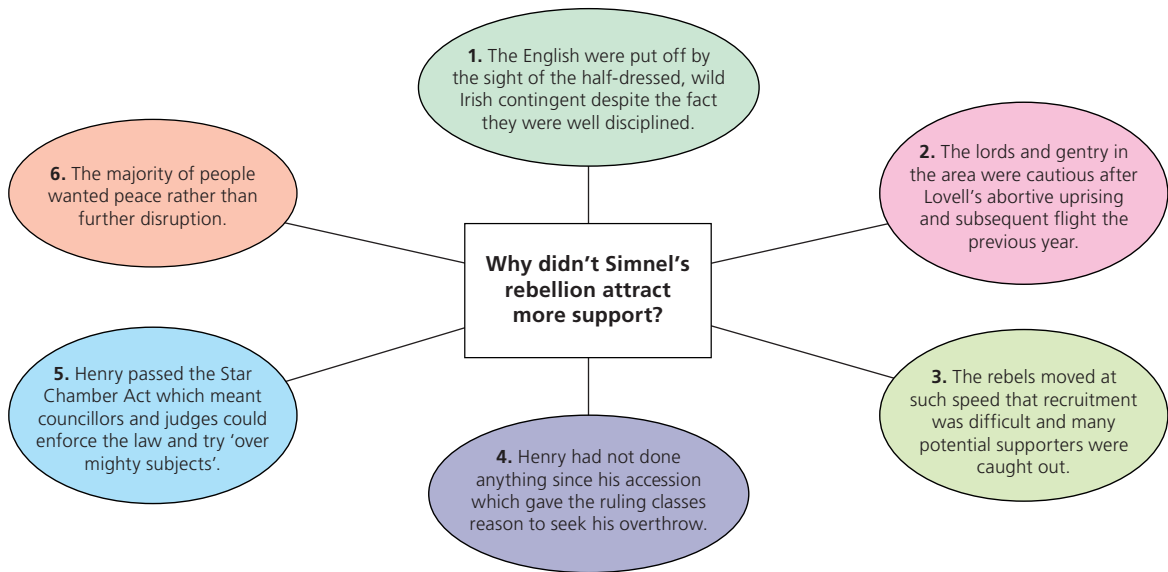 Why didn't Simnel's
rebellion attract
more support?
1. The English were put off by
the sight of the half-dressed, wild
Irish contingent despite the fact
they were well disciplined.
2. The lords and gentry in
the area were cautious after
Lovell's abortive uprising
and subsequent flight the
previous year.
3. The rebels moved at
such speed that recruitment
was difficult and many
potential supporters were
caught out.
4. Henry had not done
anything since his accession
which gave the ruling classes
reason to seek his overthrow.
5. Henry passed the Star
Chamber Act which meant
councillors and judges could
enforce the law and try 'over
mighty subjects'.
6. The majority of people
wanted peace rather than
further disruption.